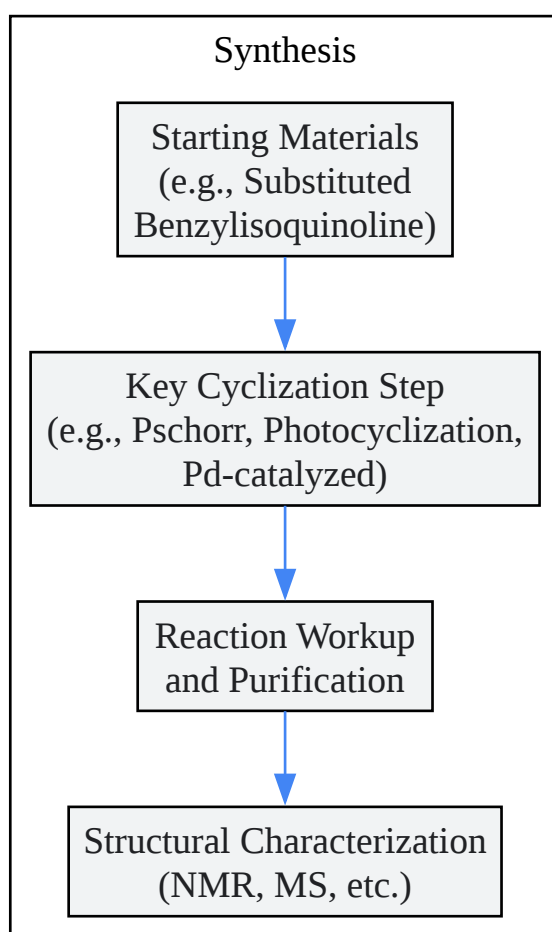 Synthesis
Starting Materials
(e.g., Substituted
Benzylisoquinoline)
Key Cyclization Step
(e.g., Pschorr, Photocyclization,
Pd-catalyzed)
Reaction Workup
and Purification
Structural Characterization
(NMR, MS, etc.)